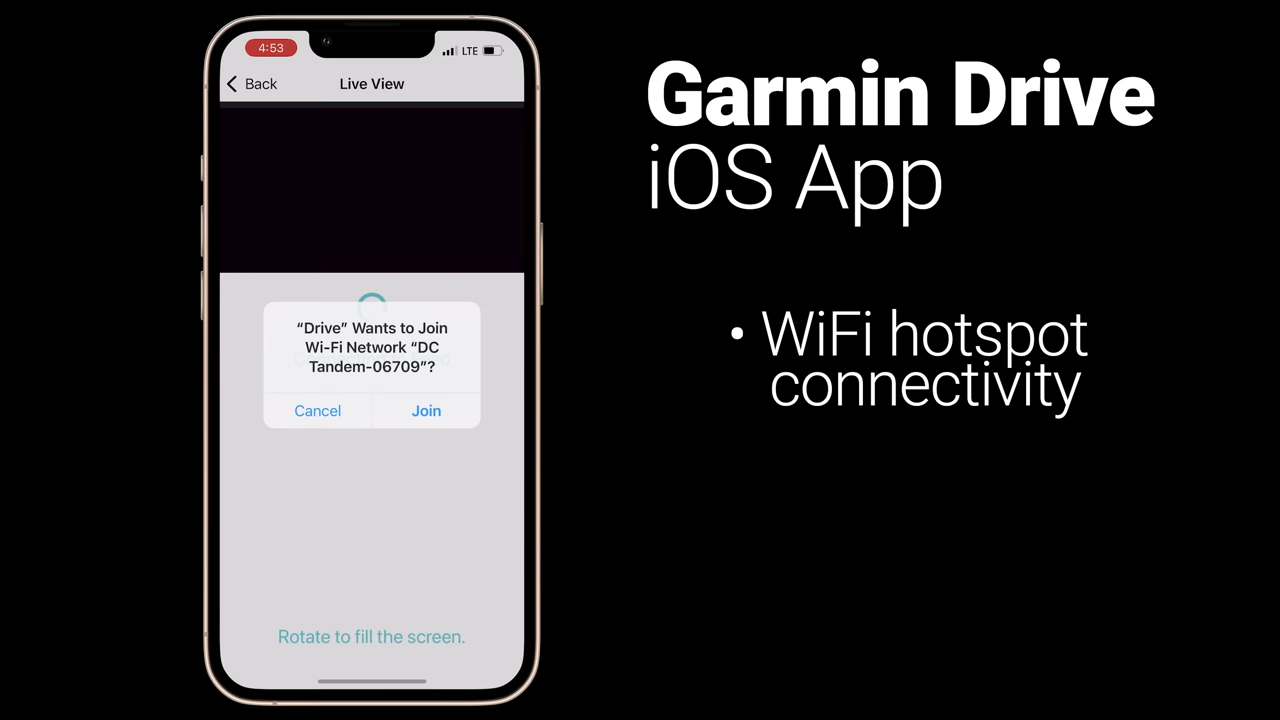 4:53
LTE
Back
Live View
“Drive” Wants to Join
Wi-Fi Network “DC
Tandem-06709”?
Cancel
Join
Rotate to fill the screen.
Garmin Drive
iOS App
• WiFi hotspot
connectivity